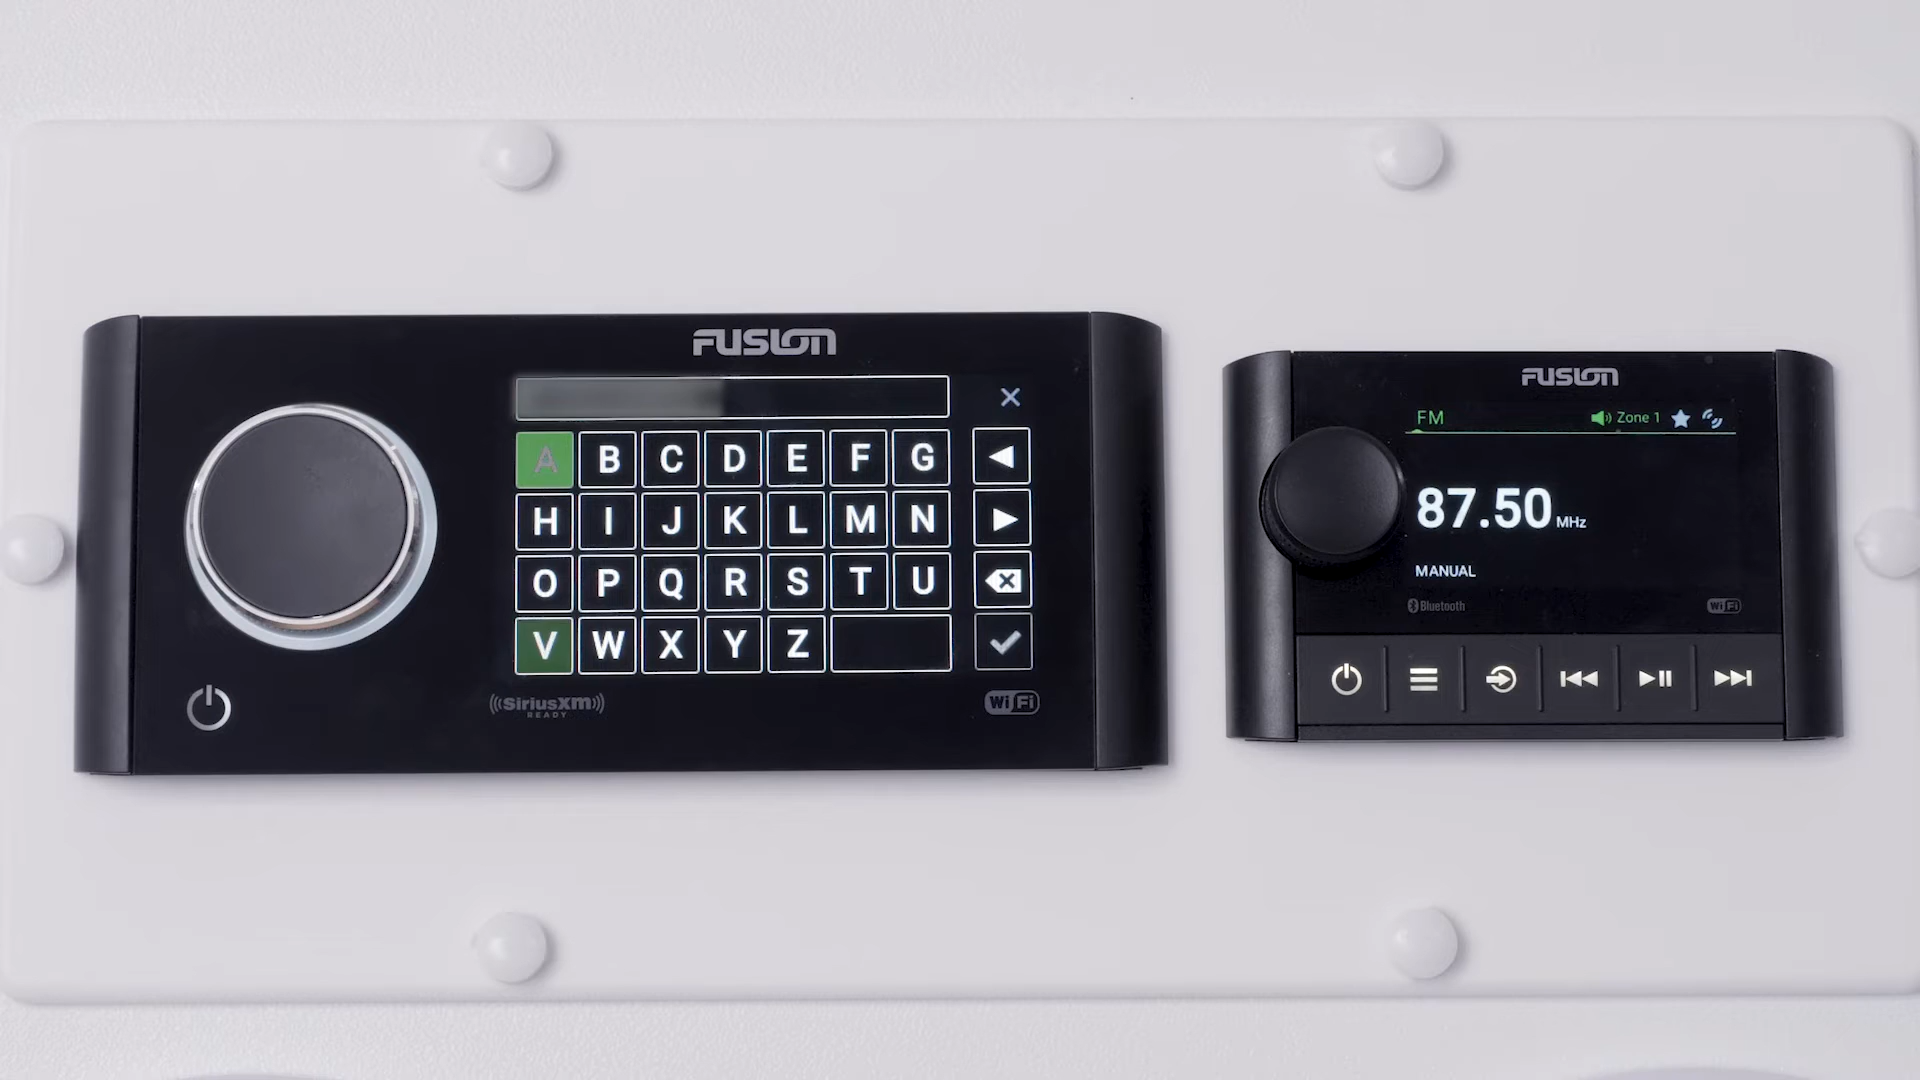 FUSION
A B C D E F G
H I J K L M N
O P Q R S T U
V W X Y Z
((SiriusXM))
READY
WiFi
FUSION
FM Zone 1
87.50 MHz
MANUAL
Bluetooth WiFi